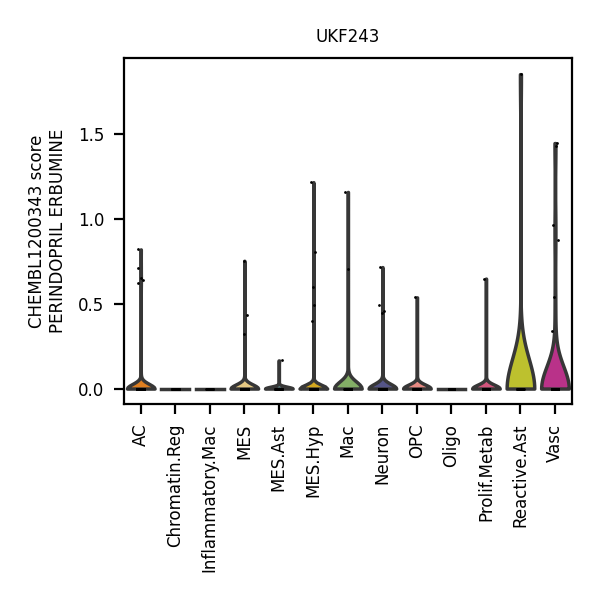 UKF243
CHEMBL1200343 score
PERINDOPRIL ERBUMINE
1.5
1.0
0.5
0.0
AC
Chromatin.Reg
Inflammatory.Mac
MES
MES.Ast
MES.Hyp
Mac
Neuron
OPC
Oligo
Prolif.Metab
Reactive.Ast
Vasc